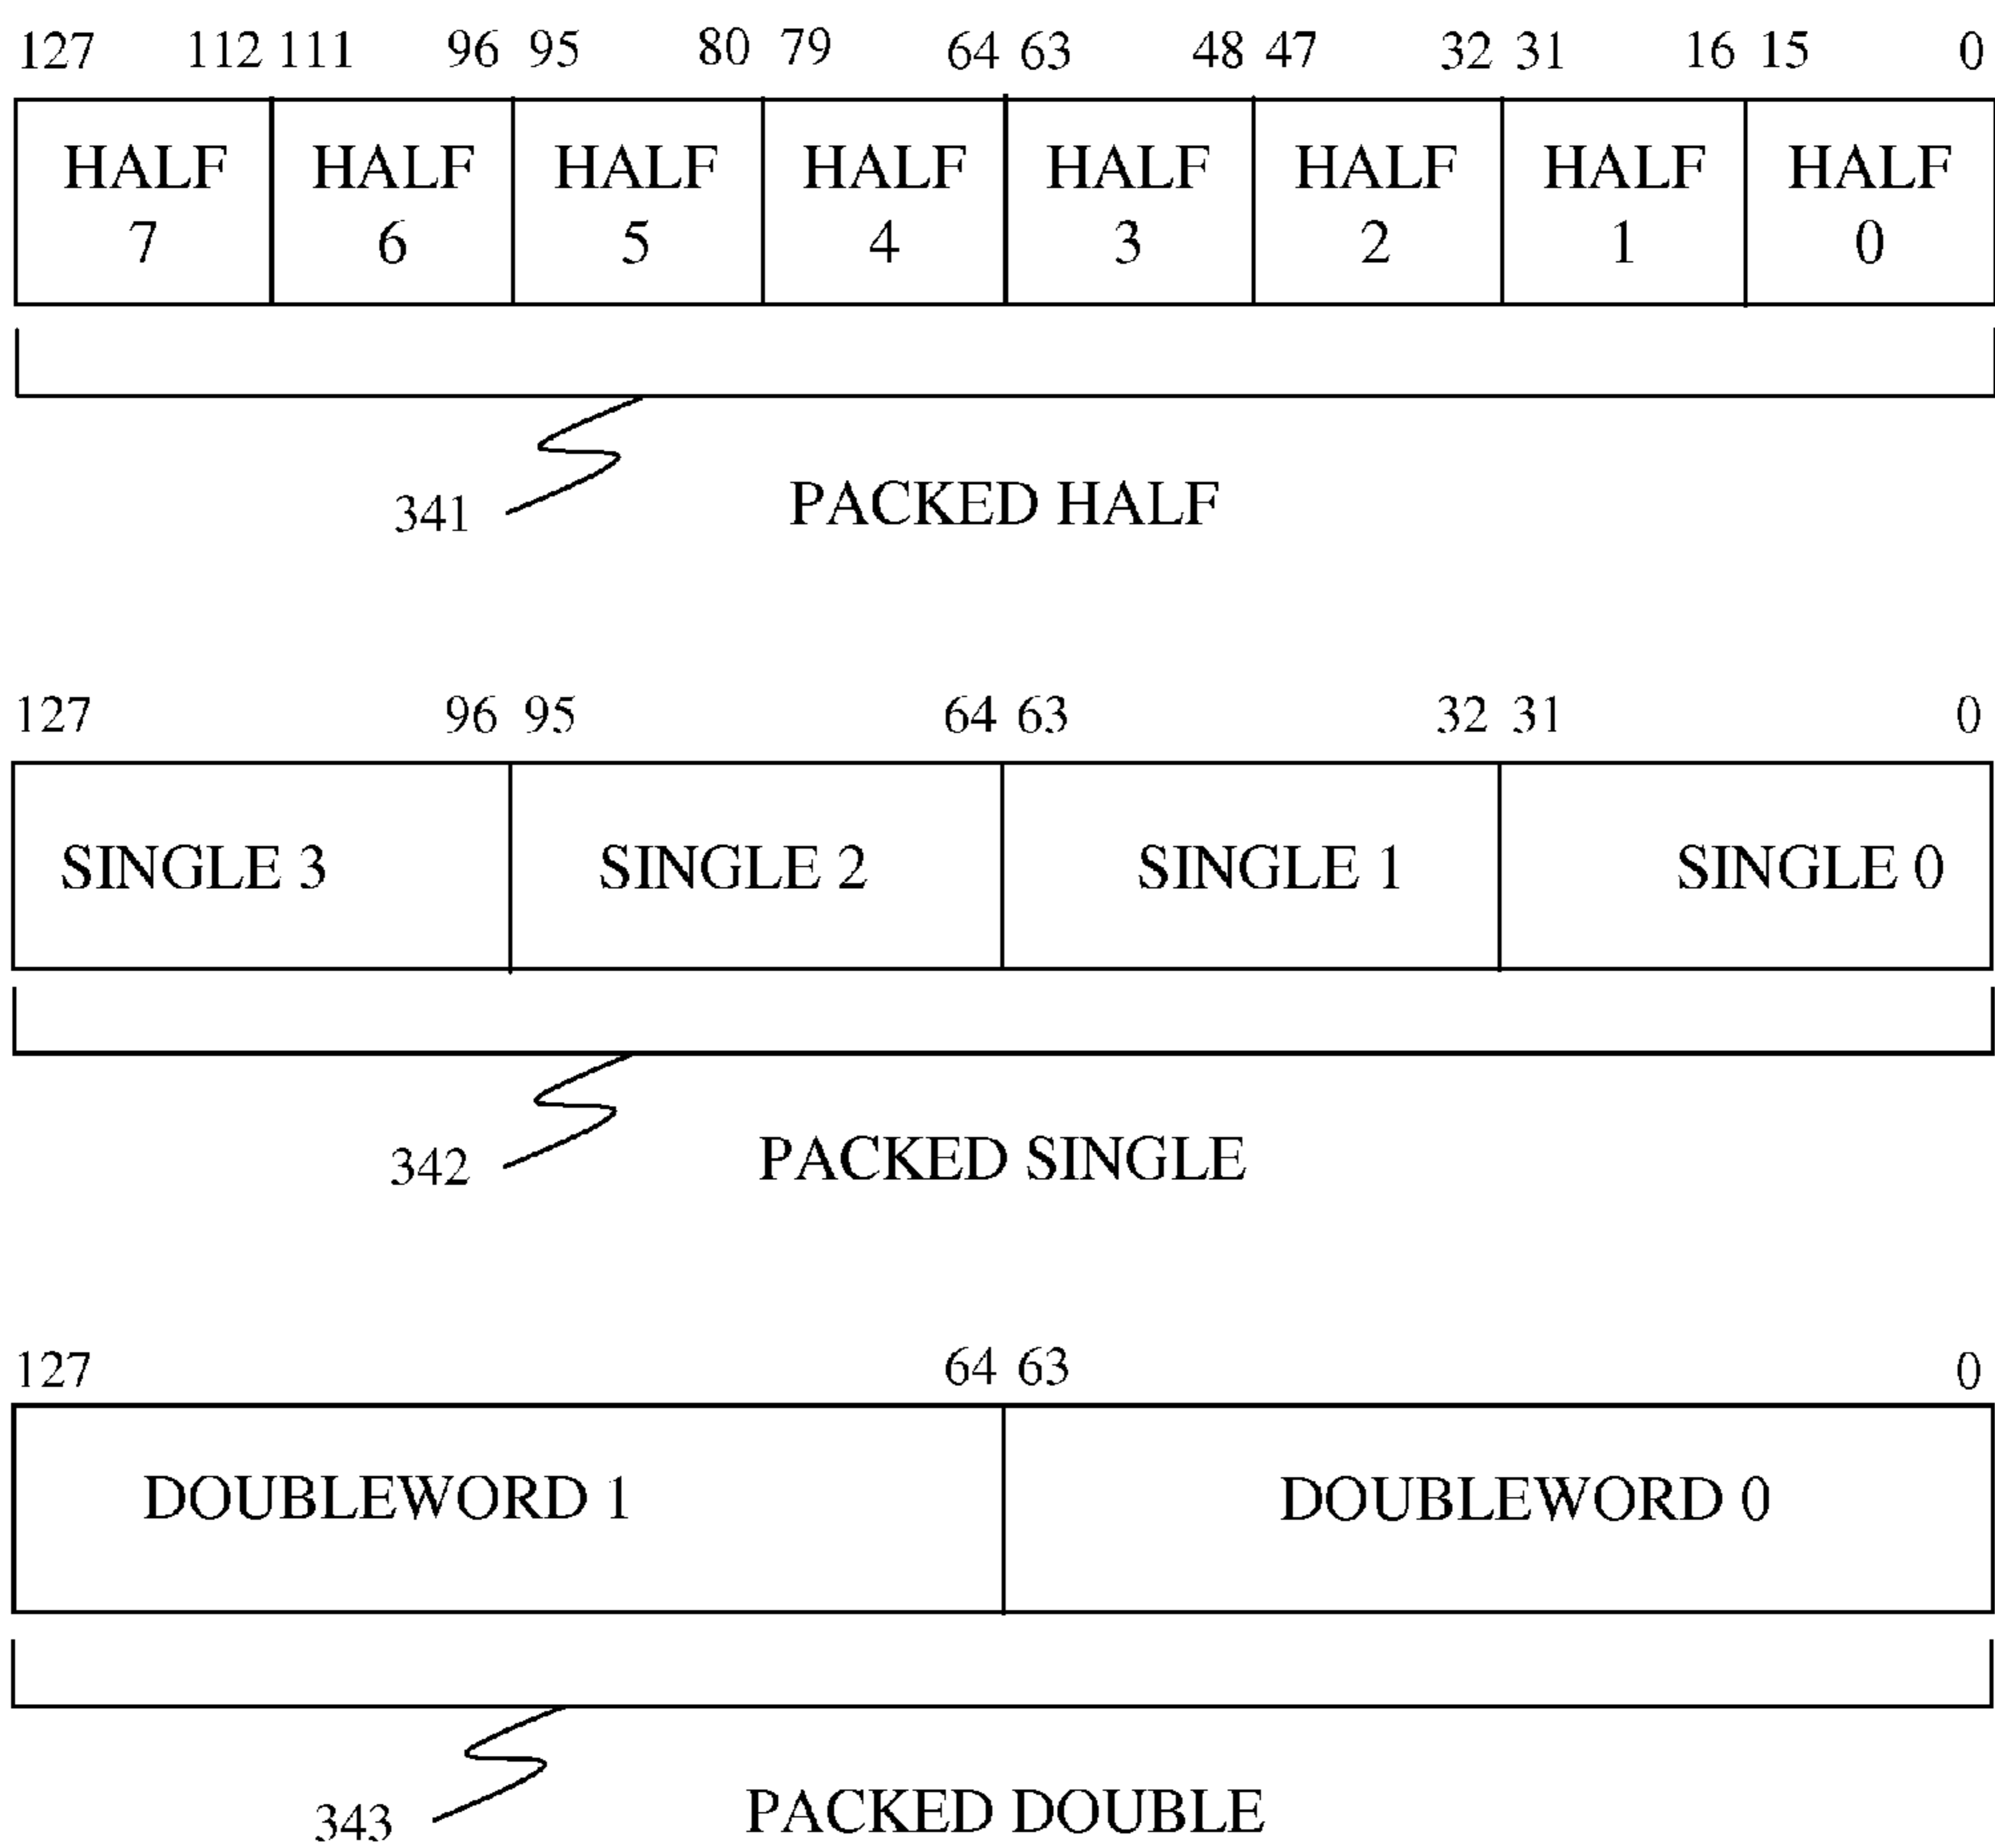 127 112 111 96 95 80 79 64 63 48 47 32 31 16 15 0
HALF HALF HALF HALF HALF HALF HALF HALF
7 6 5 4 3 2 1 0
341 PACKED HALF
127 96 95 64 63 32 31 0
SINGLE 3 SINGLE 2 SINGLE 1 SINGLE 0
342 PACKED SINGLE
127 64 63 0
DOUBLEWORD 1 DOUBLEWORD 0
343 PACKED DOUBLE